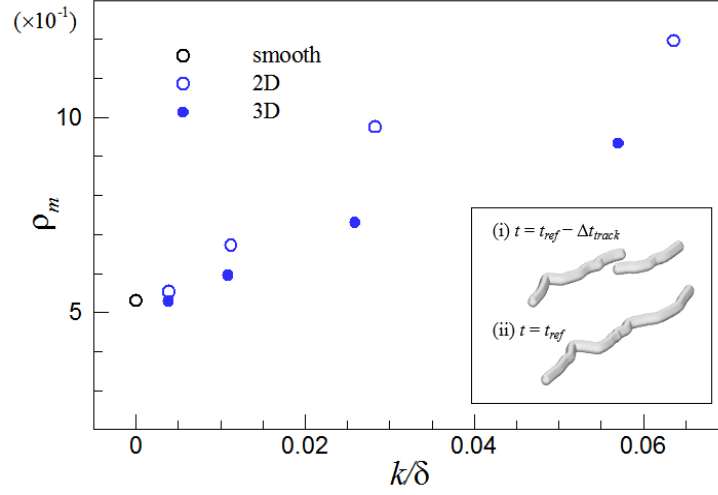 (×10⁻¹)
smooth
2D
3D
10
5
ρm
(i) t = tref − Δttrack
(ii) t = tref
0 0.02 0.04 0.06
k/δ